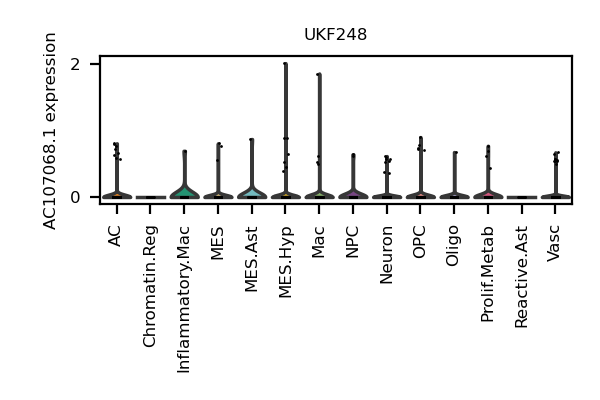 UKF248
AC107068.1 expression
2
0
AC
Chromatin.Reg
Inflammatory.Mac
MES
MES.Ast
MES.Hyp
Mac
NPC
Neuron
OPC
Oligo
Prolif.Metab
Reactive.Ast
Vasc